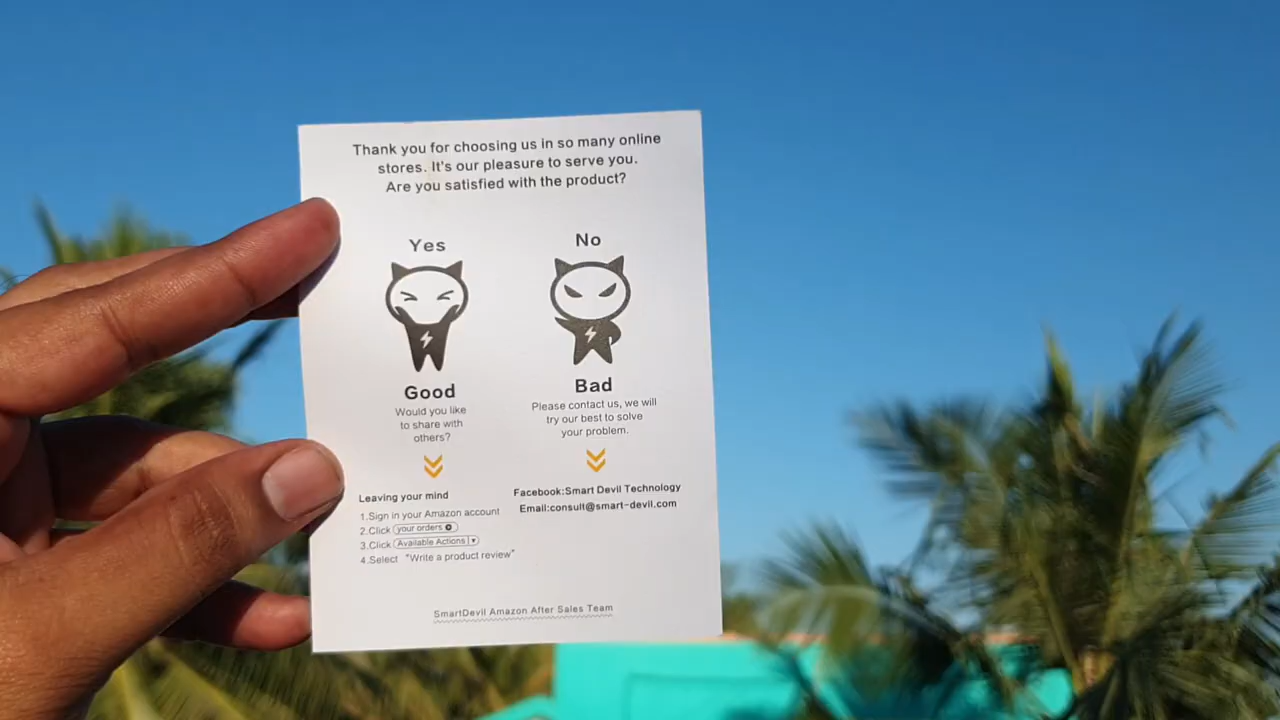 Thank you for choosing us in so many online
stores. It's our pleasure to serve you.
Are you satisfied with the product?
Yes
Good
Would you like
to share with
others?
Leaving your mind
1.Sign in your Amazon account
2.Click your orders
3.Click Available Actions
4.Select "Write a product review"
No
Bad
Please contact us, we will
try our best to solve
your problem.
Facebook:Smart Devil Technology
Email:consult@smart-devil.com
SmartDevil Amazon After Sales Team